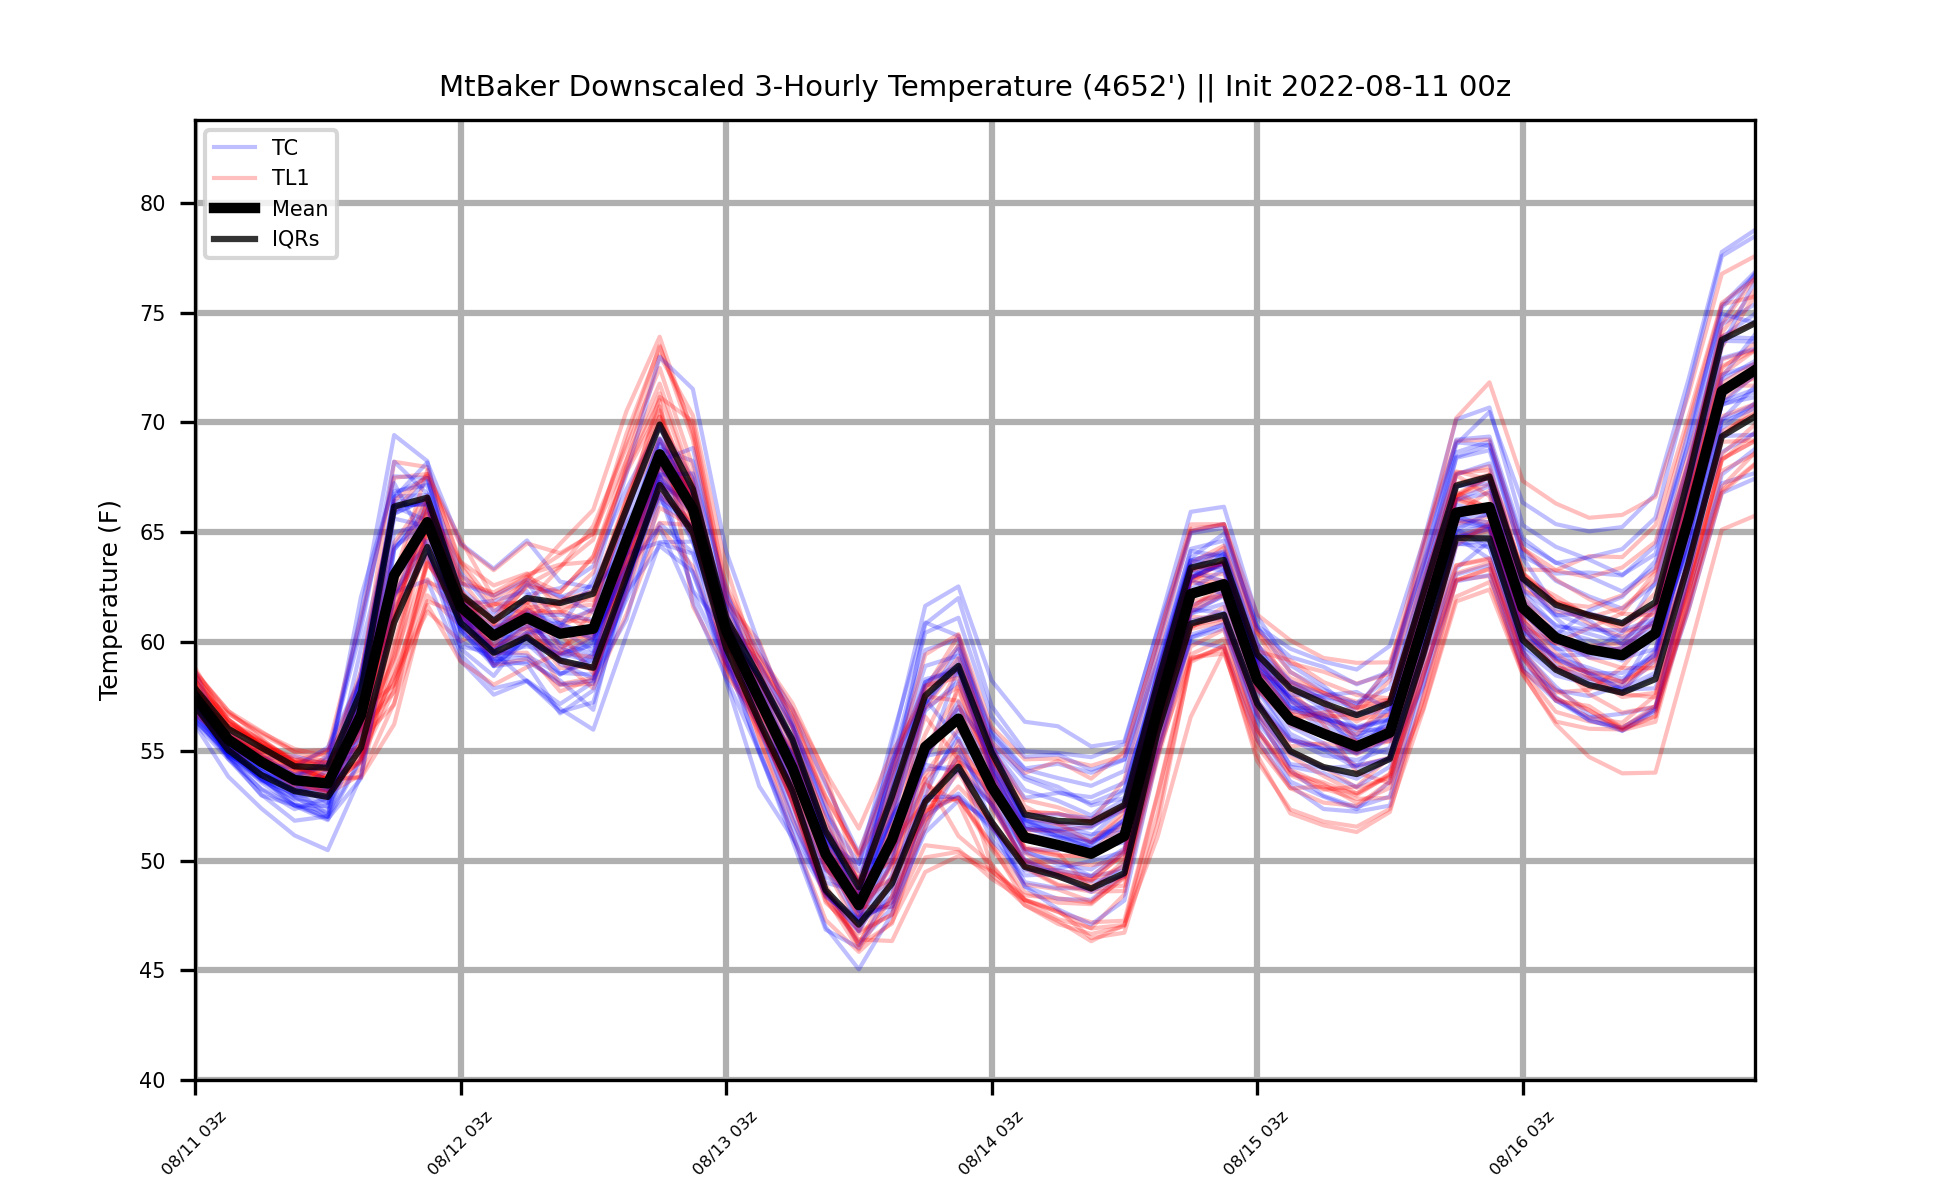 MtBaker Downscaled 3-Hourly Temperature (4652') || Init 2022-08-11 00z
TC
TL1
Mean
IQRs
Temperature (F)
80
75
70
65
60
55
50
45
40
08/11 03z
08/12 03z
08/13 03z
08/14 03z
08/15 03z
08/16 03z